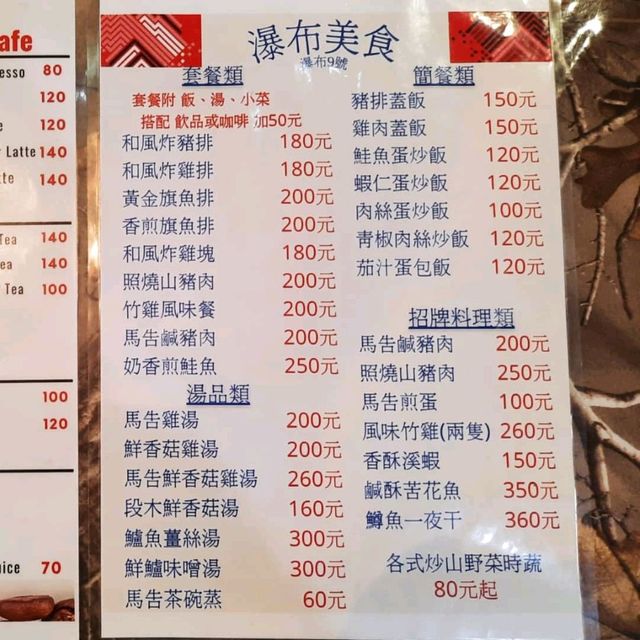 afe
esso 80
120
e 120
Latte 140
tte 140
Tea 140
ea 140
Tea 100
100
120
uice 70
瀑布美食
瀑布9號
套餐類
套餐附 飯、湯、小菜
搭配 飲品或咖啡 加50元
和風炸豬排 180元
和風炸雞排 180元
黃金旗魚排 200元
香煎旗魚排 200元
和風炸雞塊 180元
照燒山豬肉 200元
竹雞風味餐 200元
馬告鹹豬肉 200元
奶香煎鮭魚 250元
湯品類
馬告雞湯 200元
鮮香菇雞湯 200元
馬告鮮香菇雞湯 260元
段木鮮香菇湯 160元
鱸魚薑絲湯 300元
鮮鱸味噌湯 300元
馬告茶碗蒸 60元
簡餐類
豬排蓋飯 150元
雞肉蓋飯 150元
鮭魚蛋炒飯 120元
蝦仁蛋炒飯 120元
肉絲蛋炒飯 100元
青椒肉絲炒飯 120元
茄汁蛋包飯 120元
招牌料理類
馬告鹹豬肉 200元
照燒山豬肉 250元
馬告煎蛋 100元
風味竹雞(兩隻) 260元
香酥溪蝦 150元
鹹酥苦花魚 350元
鱒魚一夜干 360元
各式炒山野菜時蔬
80元起